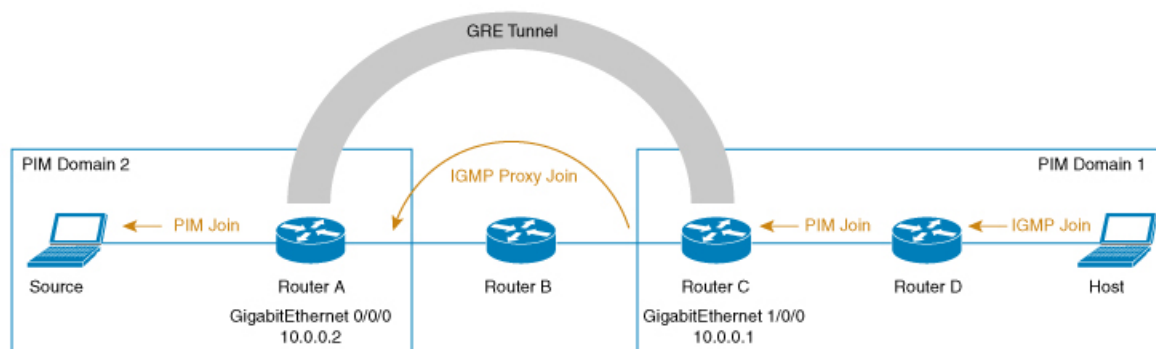 GRE Tunnel
PIM Domain 2
PIM Domain 1
IGMP Proxy Join
PIM Join
PIM Join
IGMP Join
Source
Router A
Router B
Router C
Router D
Host
GigabitEthernet 0/0/0
10.0.0.2
GigabitEthernet 1/0/0
10.0.0.1